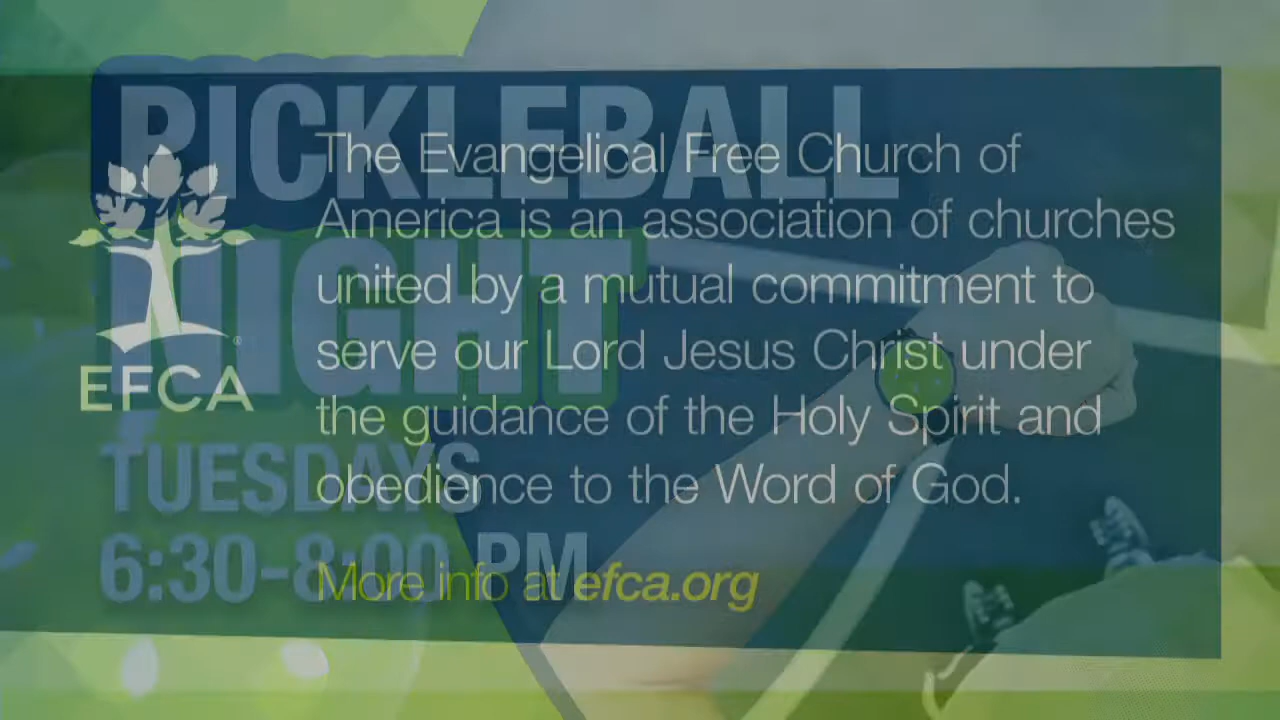 PICKLEBALL
NIGHT
TUESDAYS
6:30-8:00 PM
EFCA
The Evangelical Free Church of
America is an association of churches
united by a mutual commitment to
serve our Lord Jesus Christ under
the guidance of the Holy Spirit and
obedience to the Word of God.
More info at efca.org